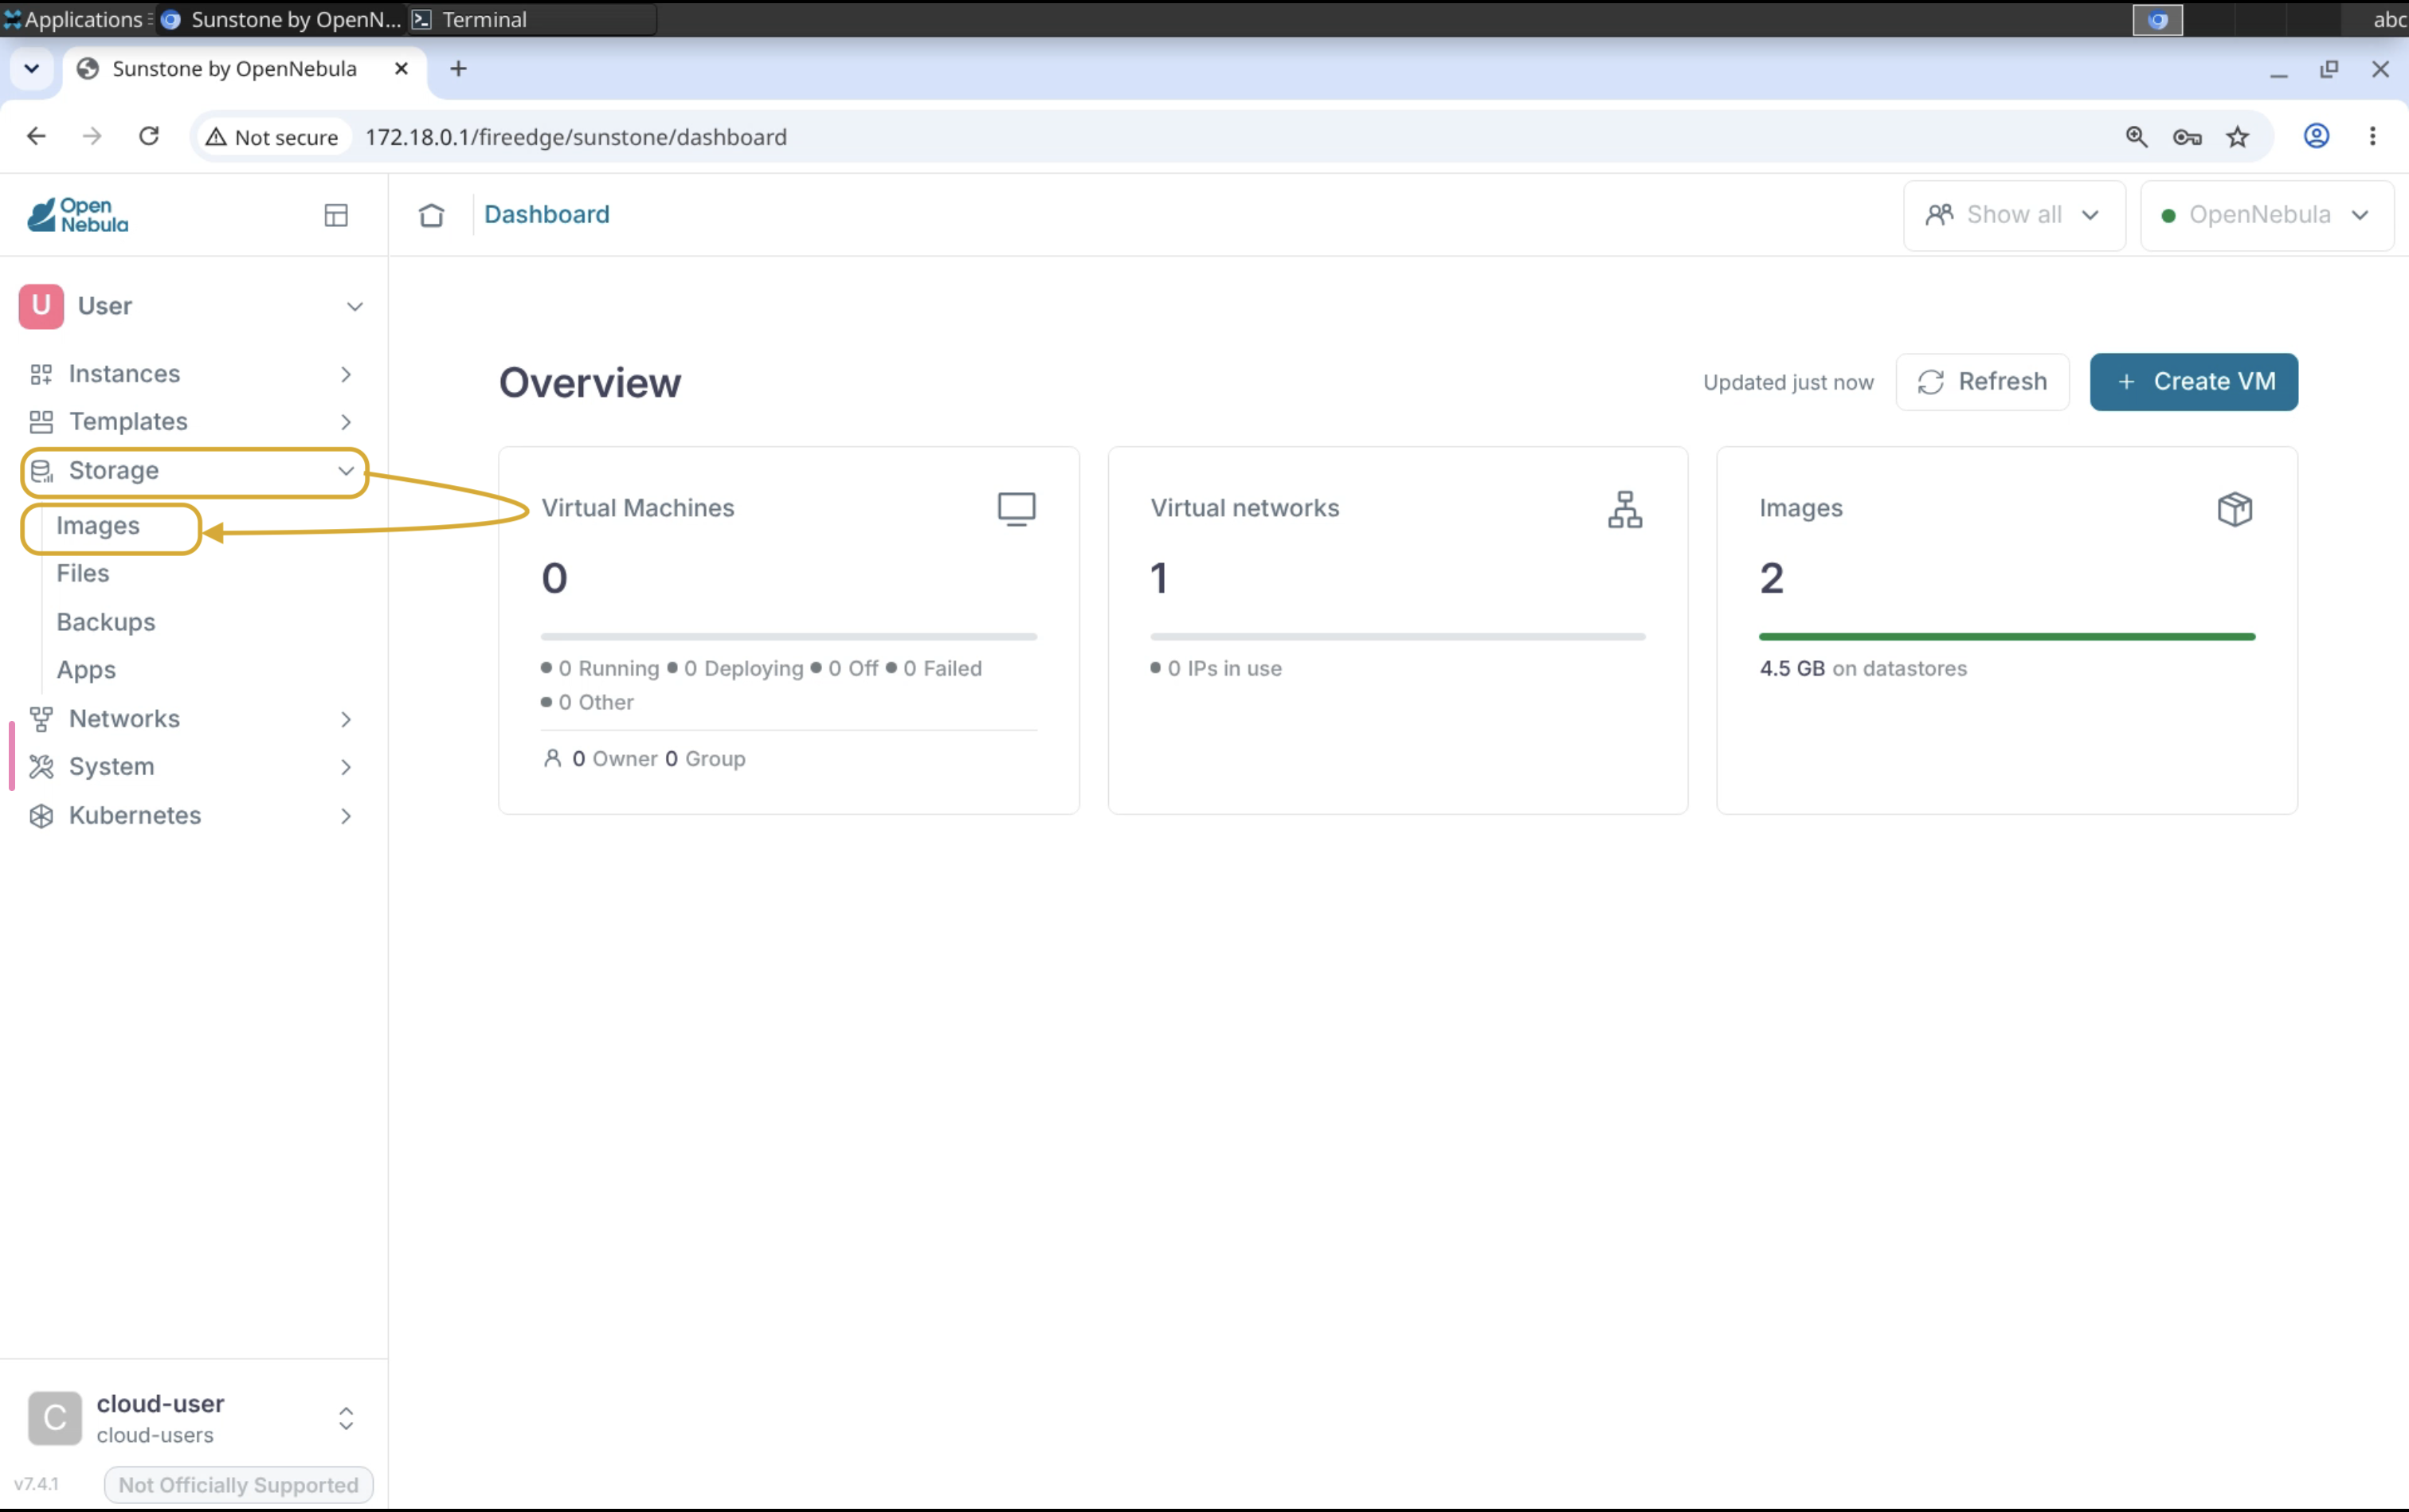 Applications
Sunstone by OpenN...
Terminal
abc
Sunstone by OpenNebula
Not secure
172.18.0.1/fireedge/sunstone/dashboard
Open
Nebula
Dashboard
Show all
OpenNebula
U
User
Instances
Templates
Storage
Images
Files
Backups
Apps
Networks
System
Kubernetes
Overview
Updated just now
Refresh
+ Create VM
Virtual Machines
0
0 Running 0 Deploying 0 Off 0 Failed
0 Other
0 Owner 0 Group
Virtual networks
1
0 IPs in use
Images
2
4.5 GB on datastores
C
cloud-user
cloud-users
v7.4.1
Not Officially Supported